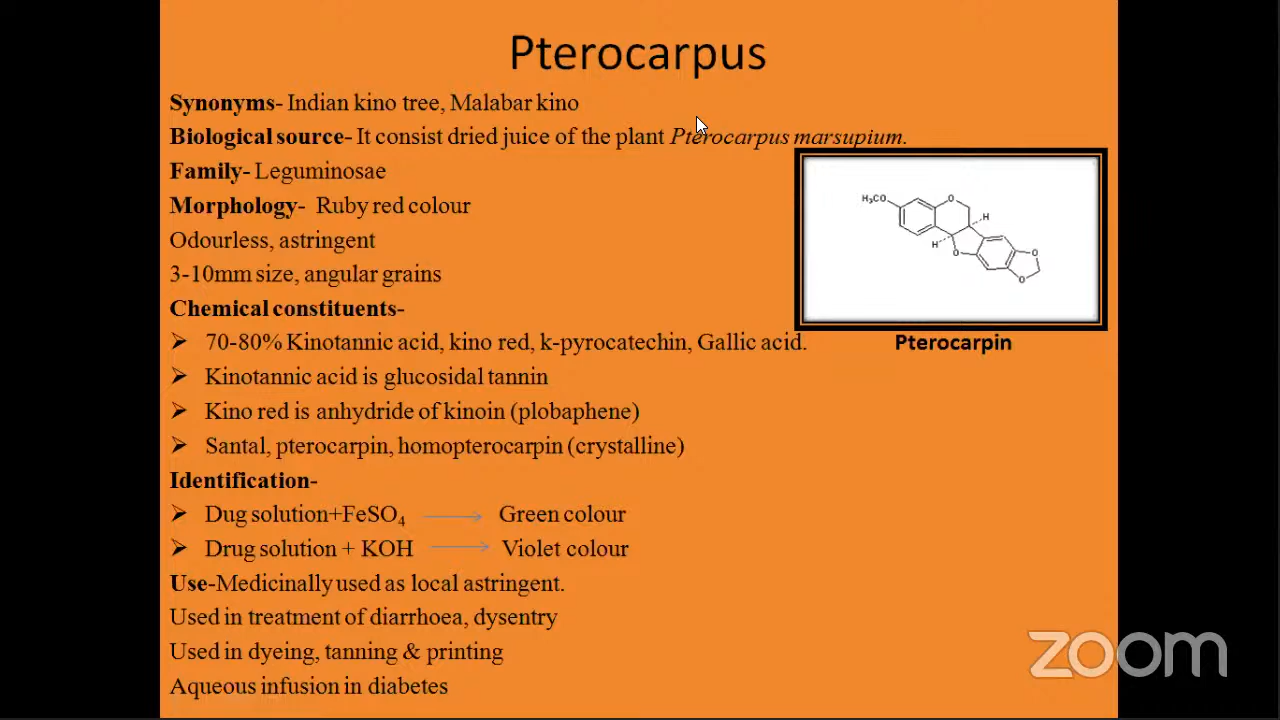 Pterocarpus
Synonyms- Indian kino tree, Malabar kino
Biological source- It consist dried juice of the plant Pterocarpus marsupium.
Family- Leguminosae
Morphology- Ruby red colour
Odourless, astringent
3-10mm size, angular grains
Chemical constituents-
➢ 70-80% Kinotannic acid, kino red, k-pyrocatechin, Gallic acid.
➢ Kinotannic acid is glucosidal tannin
➢ Kino red is anhydride of kinoin (plobaphene)
➢ Santal, pterocarpin, homopterocarpin (crystalline)
Identification-
➢ Dug solution+FeSO₄ → Green colour
➢ Drug solution + KOH → Violet colour
Use-Medicinally used as local astringent.
Used in treatment of diarrhoea, dysentry
Used in dyeing, tanning & printing
Aqueous infusion in diabetes
H₃CO
O
H
H
O
O
O
Pterocarpin
zoom